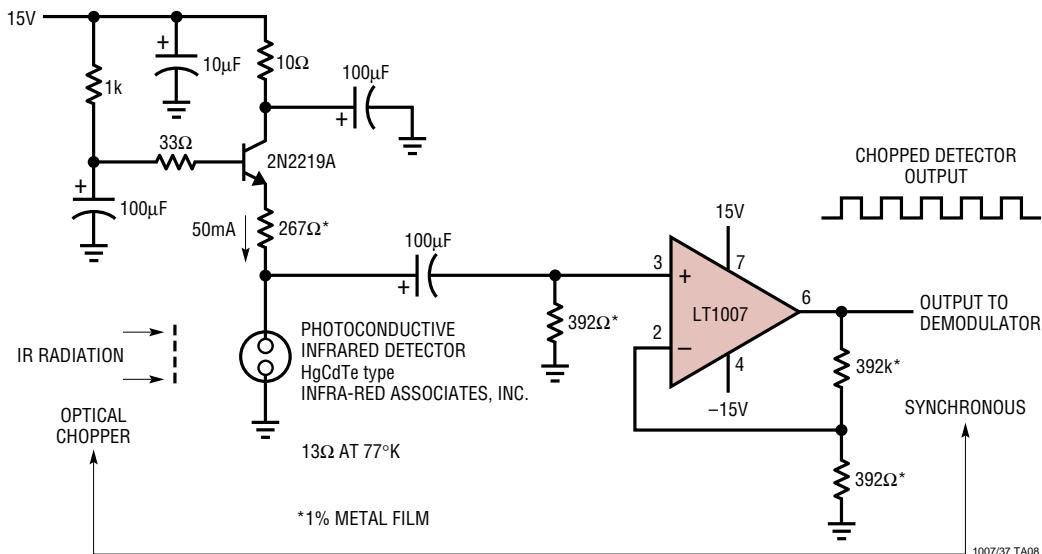 15V
1k
+
10μF
10Ω
100μF
+
33Ω
2N2219A
+
100μF
50mA
267Ω*
100μF
+
392Ω*
CHOPPED DETECTOR
OUTPUT
15V
3
+
7
LT1007
6
2
–
4
–15V
OUTPUT TO
DEMODULATOR
392k*
SYNCHRONOUS
392Ω*
IR RADIATION
OPTICAL
CHOPPER
PHOTOCONDUCTIVE
INFRARED DETECTOR
HgCdTe type
INFRA-RED ASSOCIATES, INC.
13Ω AT 77°K
*1% METAL FILM
1007/37 TA08